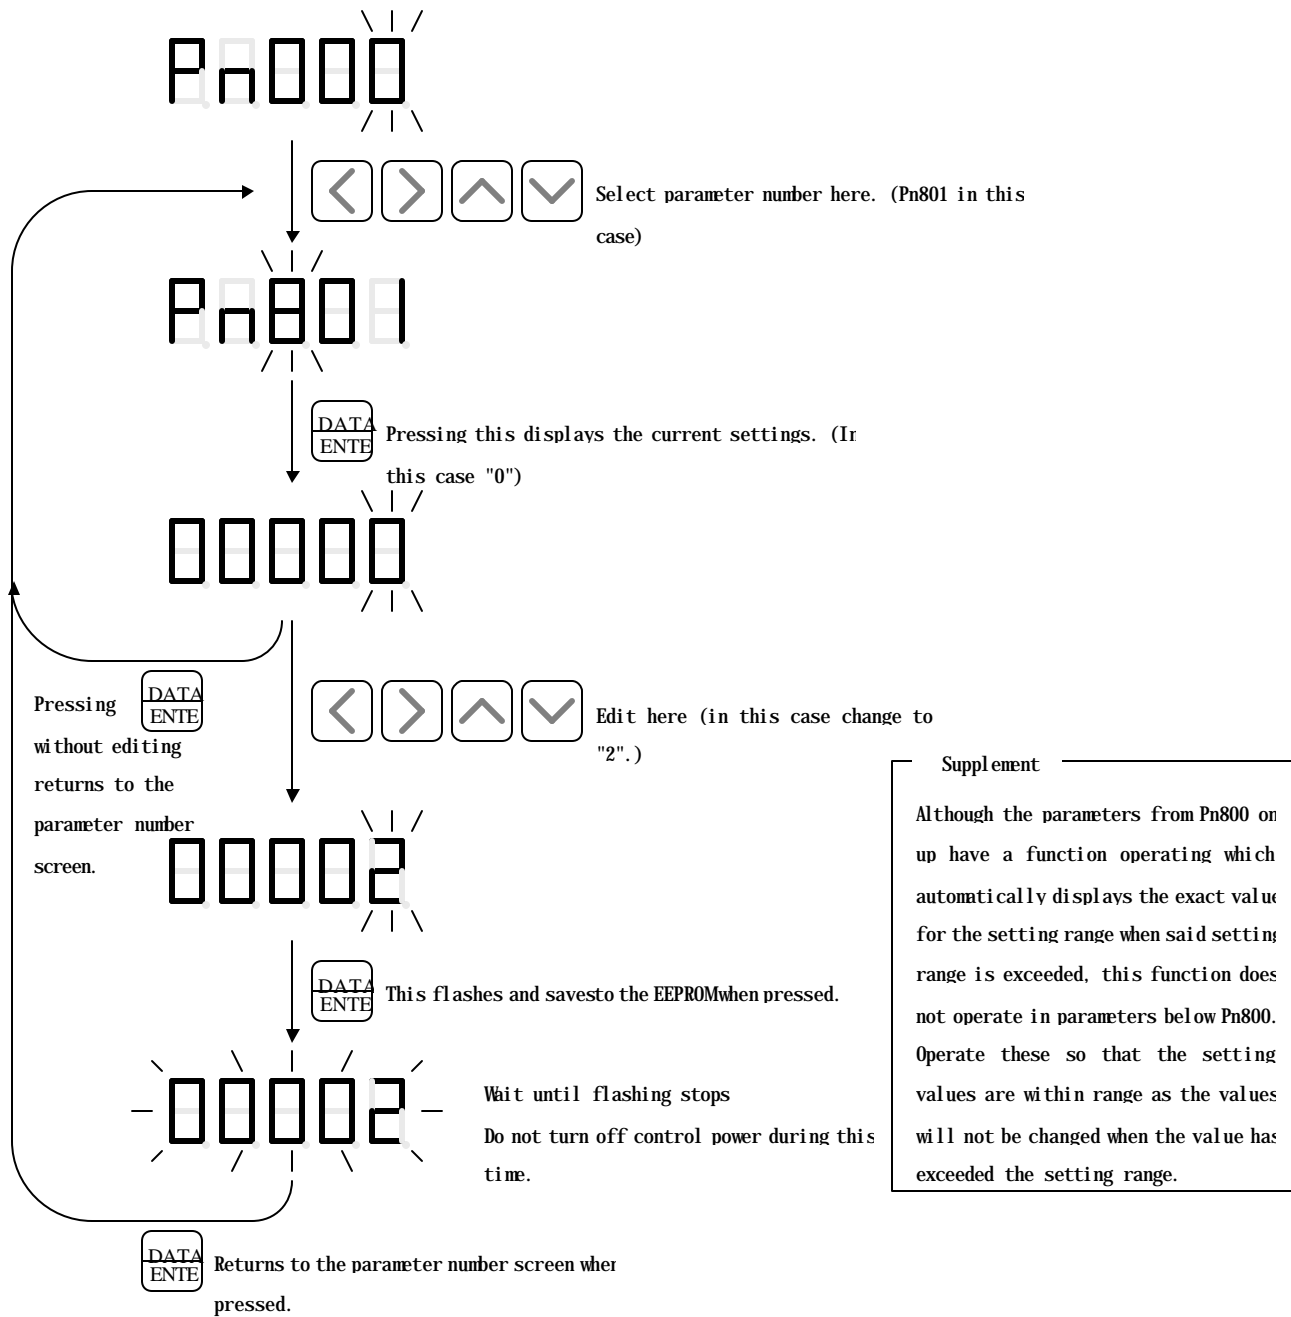 Pn000
Select parameter number here. (Pn801 in this
case)
Pn801
DATA
ENTE
Pressing this displays the current settings. (In
this case "0")
00000
Pressing
DATA
ENTE
without editing
returns to the
parameter number
screen.
Edit here (in this case change to
"2".)
00002
DATA
ENTE
This flashes and savesto the EEPROM when pressed.
00002
Wait until flashing stops
Do not turn off control power during this
time.
DATA
ENTE
Returns to the parameter number screen when
pressed.
Supplement
Although the parameters from Pn800 on
up have a function operating which
automatically displays the exact value
for the setting range when said setting
range is exceeded, this function does
not operate in parameters below Pn800.
Operate these so that the setting
values are within range as the values
will not be changed when the value has
exceeded the setting range.